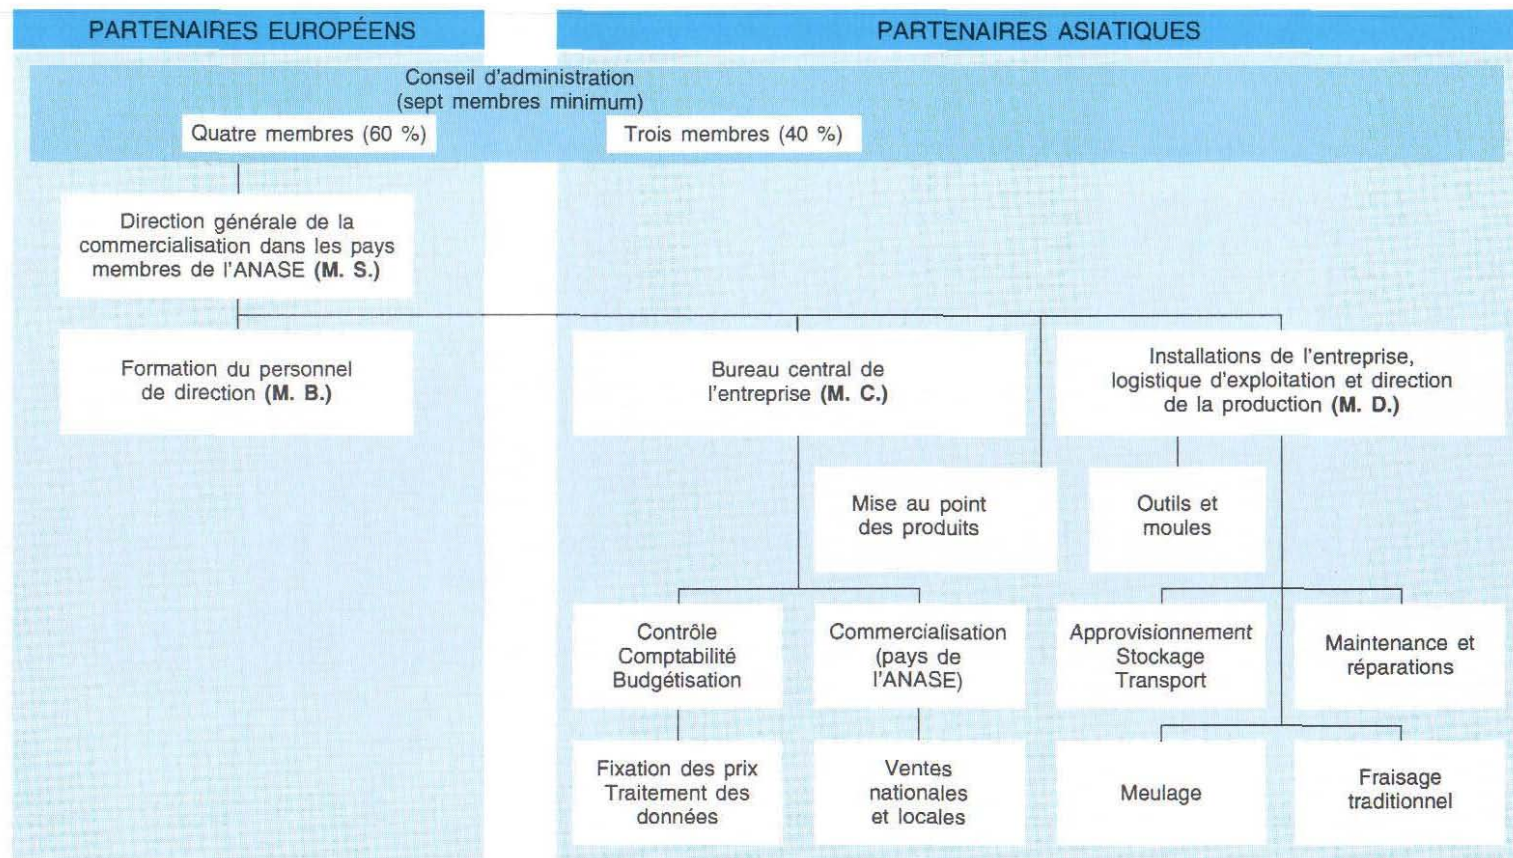 PARTENAIRES EUROPÉENS
PARTENAIRES ASIATIQUES
Conseil d'administration
(sept membres minimum)
Quatre membres (60 %)
Trois membres (40 %)
Direction générale de la
commercialisation dans les pays
membres de l'ANASE (M. S.)
Formation du personnel
de direction (M. B.)
Bureau central de
l'entreprise (M. C.)
Installations de l'entreprise,
logistique d'exploitation et direction
de la production (M. D.)
Mise au point
des produits
Outils et
moules
Contrôle
Comptabilité
Budgétisation
Commercialisation
(pays de
l'ANASE)
Approvisionnement
Stockage
Transport
Maintenance et
réparations
Fixation des prix
Traitement des
données
Ventes
nationales
et locales
Meulage
Fraisage
traditionnel